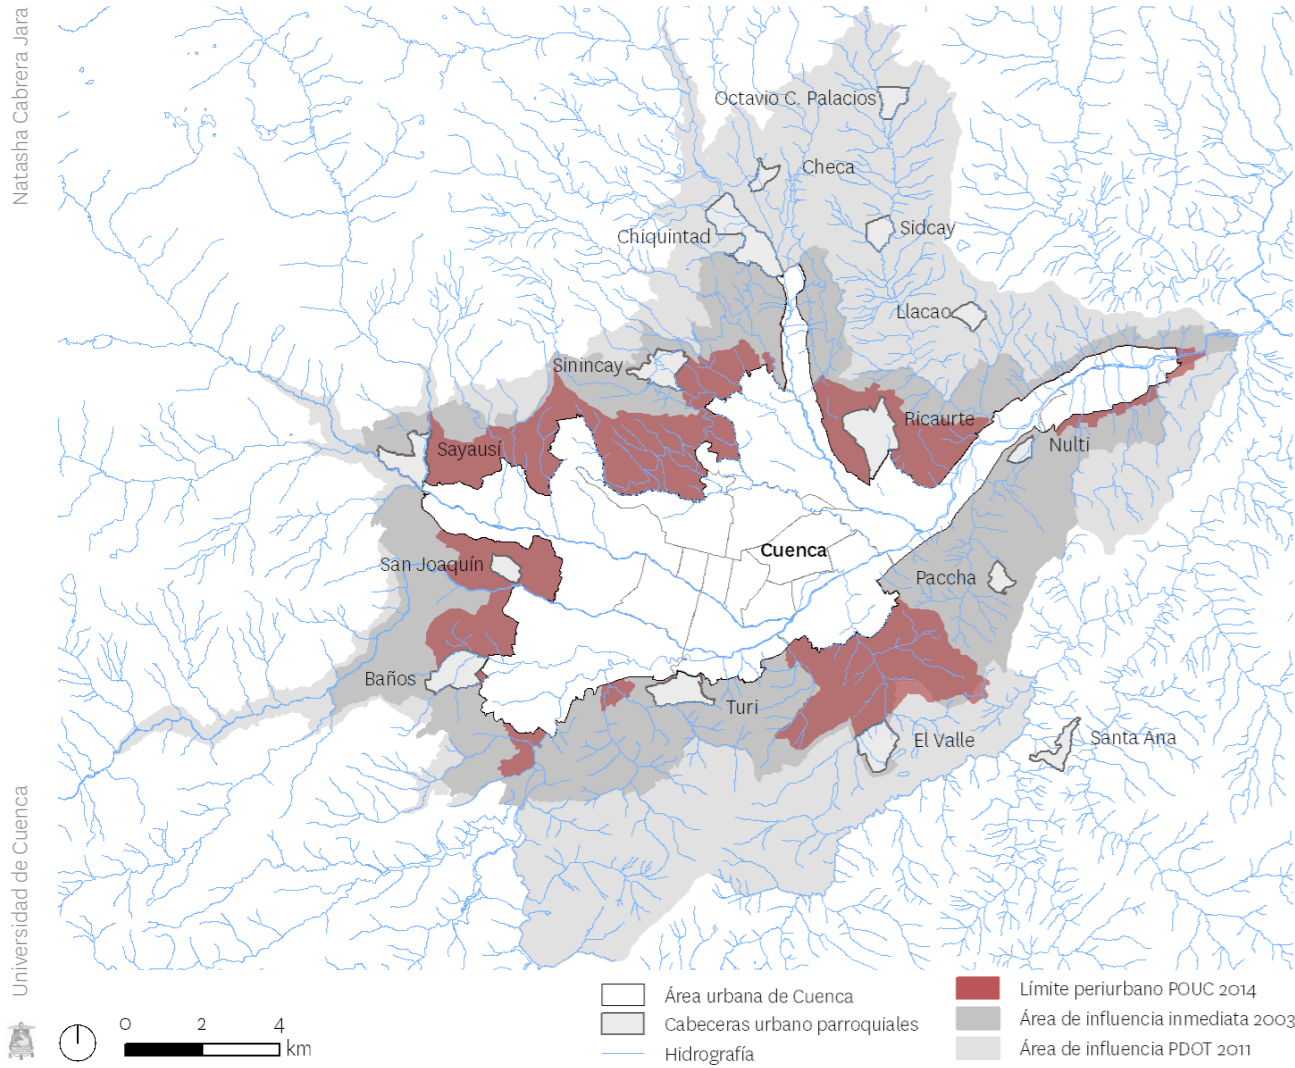 Natasha Cabrera Jara
Universidad de Cuenca
Octavio C. Palacios
Checa
Chiquintad
Sidcay
Llacao
Sinincay
Ricaurte
Sayausí
Nulti
Cuenca
San Joaquín
Paccha
Baños
Turi
El Valle
Santa Ana
0 2 4
km
Área urbana de Cuenca
Cabeceras urbano parroquiales
Hidrografía
Límite periurbano POUC 2014
Área de influencia inmediata 2003
Área de influencia PDOT 2011